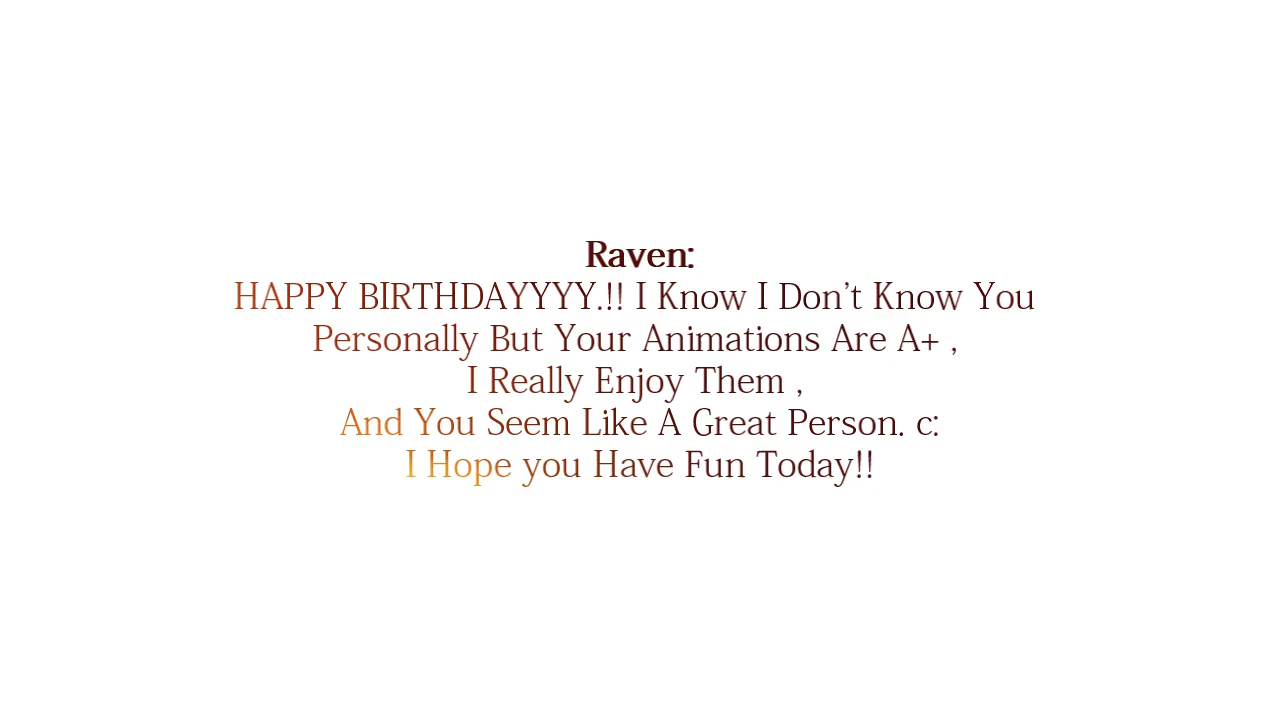 Raven:
HAPPY BIRTHDAYYYY.!! I Know I Don’t Know You
Personally But Your Animations Are A+ ,
I Really Enjoy Them ,
And You Seem Like A Great Person. c:
I Hope you Have Fun Today!!